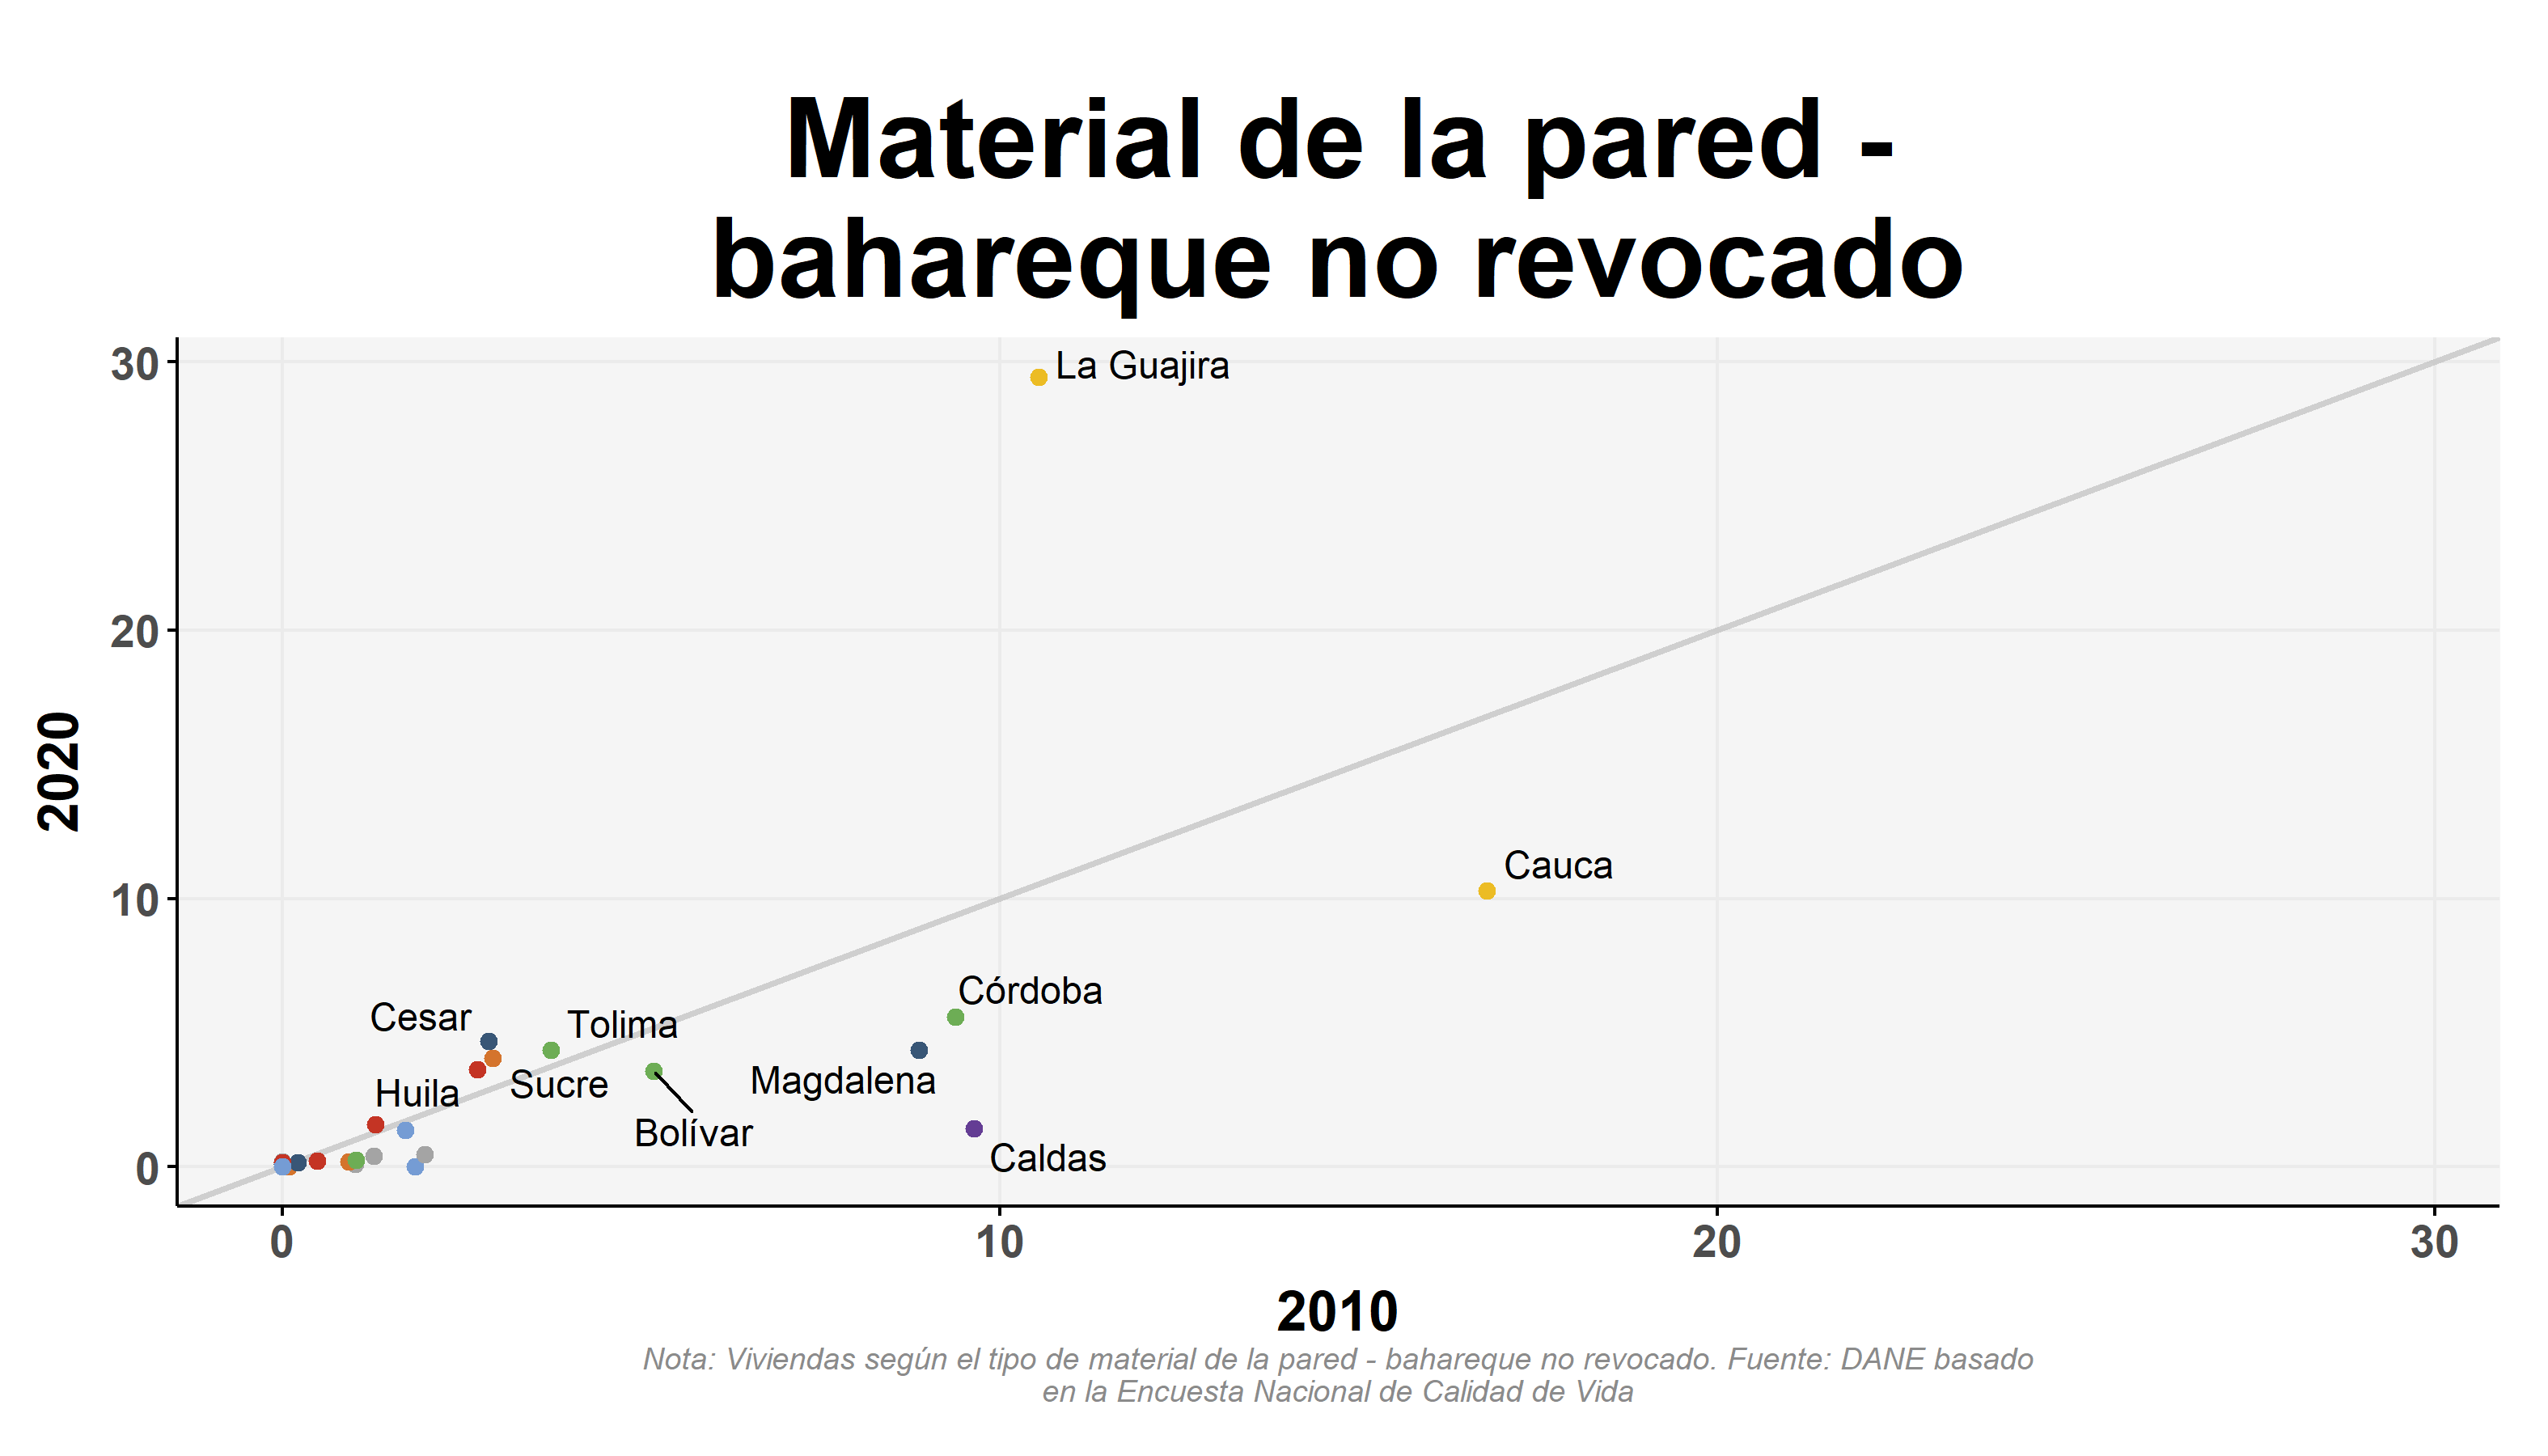 Material de la pared -
bahareque no revocado
30
20
10
0
2020
La Guajira
Cauca
Córdoba
Cesar
Tolima
Magdalena
Sucre
Huila
Bolívar
Caldas
0
10
20
30
2010
Nota: Viviendas según el tipo de material de la pared - bahareque no revocado. Fuente: DANE basado
en la Encuesta Nacional de Calidad de Vida